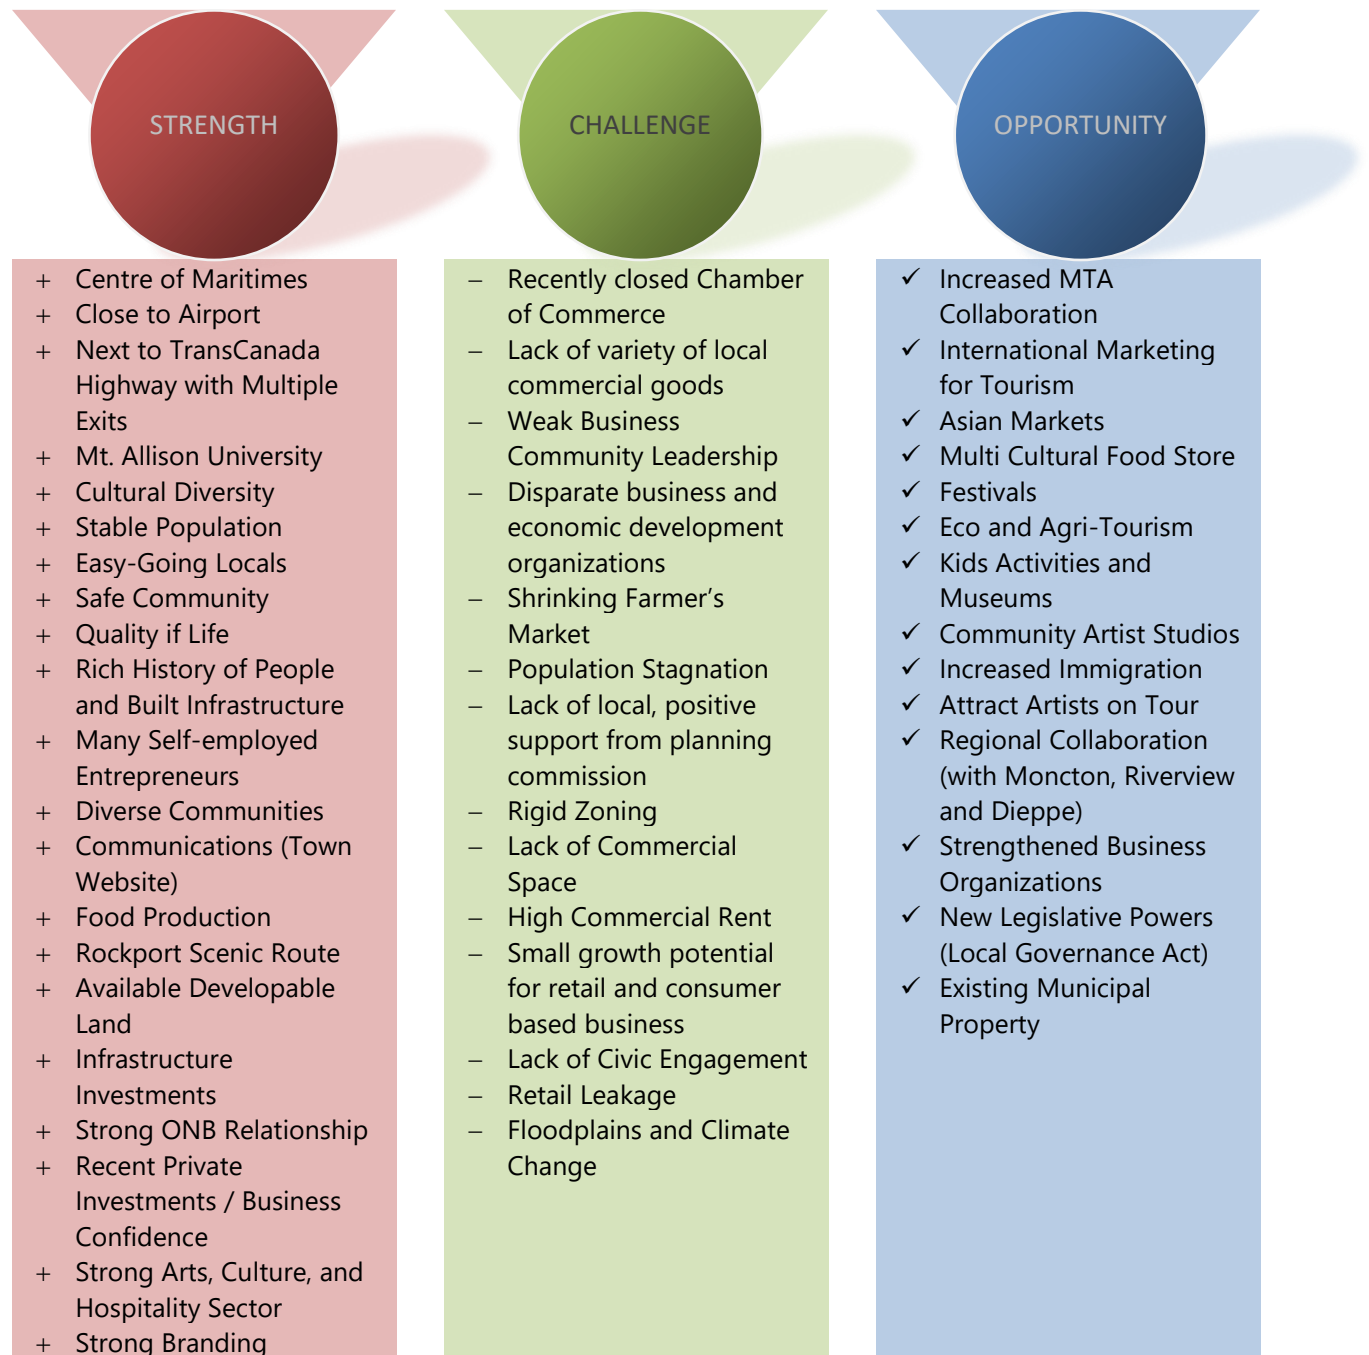 STRENGTH
+ Centre of Maritimes
+ Close to Airport
+ Next to TransCanada
Highway with Multiple
Exits
+ Mt. Allison University
+ Cultural Diversity
+ Stable Population
+ Easy-Going Locals
+ Safe Community
+ Quality if Life
+ Rich History of People
and Built Infrastructure
+ Many Self-employed
Entrepreneurs
+ Diverse Communities
+ Communications (Town
Website)
+ Food Production
+ Rockport Scenic Route
+ Available Developable
Land
+ Infrastructure
Investments
+ Strong ONB Relationship
+ Recent Private
Investments / Business
Confidence
+ Strong Arts, Culture, and
Hospitality Sector
+ Strong Branding
CHALLENGE
− Recently closed Chamber
of Commerce
− Lack of variety of local
commercial goods
− Weak Business
Community Leadership
− Disparate business and
economic development
organizations
− Shrinking Farmer’s
Market
− Population Stagnation
− Lack of local, positive
support from planning
commission
− Rigid Zoning
− Lack of Commercial
Space
− High Commercial Rent
− Small growth potential
for retail and consumer
based business
− Lack of Civic Engagement
− Retail Leakage
− Floodplains and Climate
Change
OPPORTUNITY
✓ Increased MTA
Collaboration
✓ International Marketing
for Tourism
✓ Asian Markets
✓ Multi Cultural Food Store
✓ Festivals
✓ Eco and Agri-Tourism
✓ Kids Activities and
Museums
✓ Community Artist Studios
✓ Increased Immigration
✓ Attract Artists on Tour
✓ Regional Collaboration
(with Moncton, Riverview
and Dieppe)
✓ Strengthened Business
Organizations
✓ New Legislative Powers
(Local Governance Act)
✓ Existing Municipal
Property